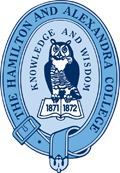 THE HAMILTON AND ALEXANDRA COLLEGE
KNOWLEDGE AND WISDOM
1871 1872